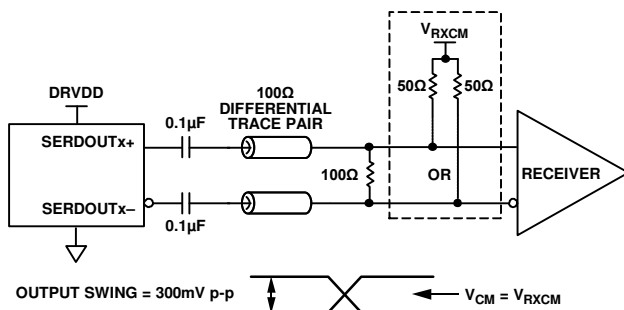 V_RXCM
DRVDD
100Ω
DIFFERENTIAL
TRACE PAIR
50Ω
50Ω
0.1µF
SERDOUTx+
100Ω
OR
RECEIVER
SERDOUTx–
0.1µF
OUTPUT SWING = 300mV p-p
V_CM = V_RXCM